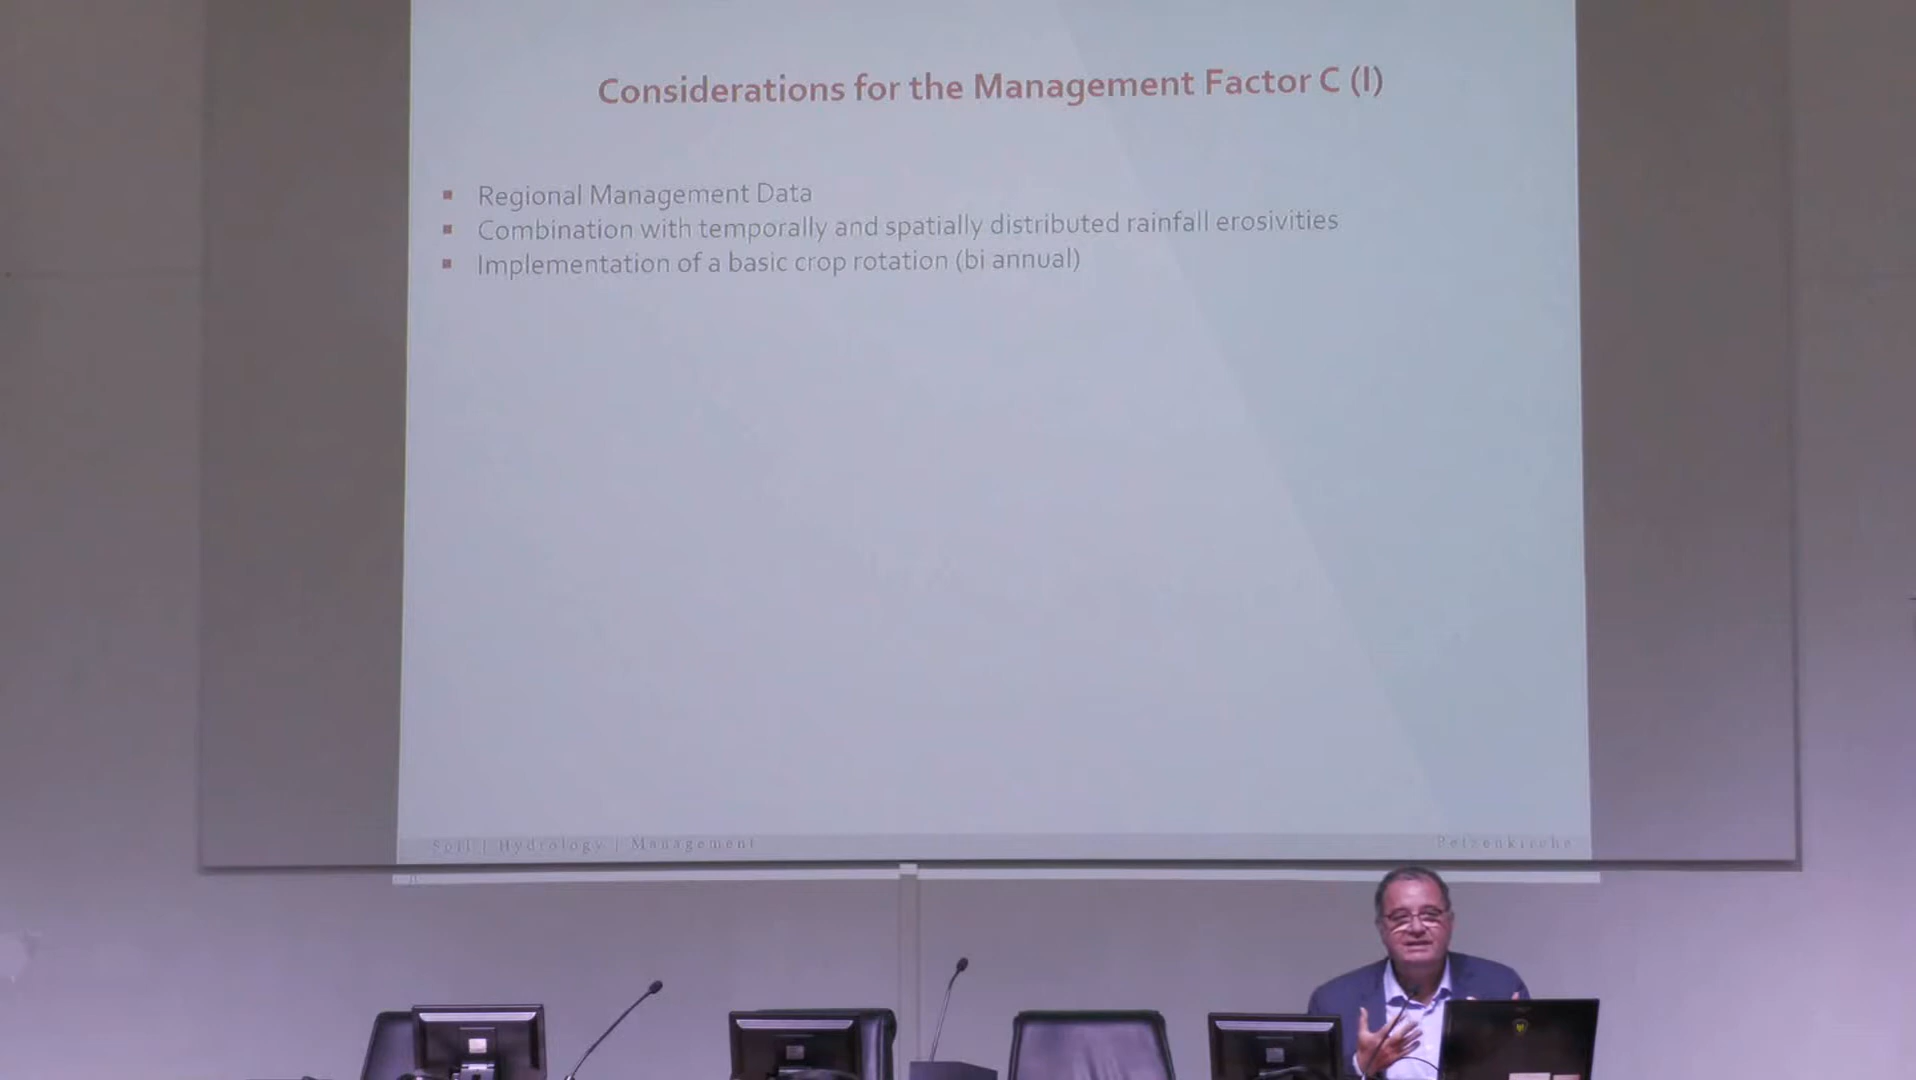 Considerations for the Management Factor C (I)
▪ Regional Management Data
▪ Combination with temporally and spatially distributed rainfall erosivities
▪ Implementation of a basic crop rotation (bi annual)
Soil | Hydrology | Management
Petzenkirche